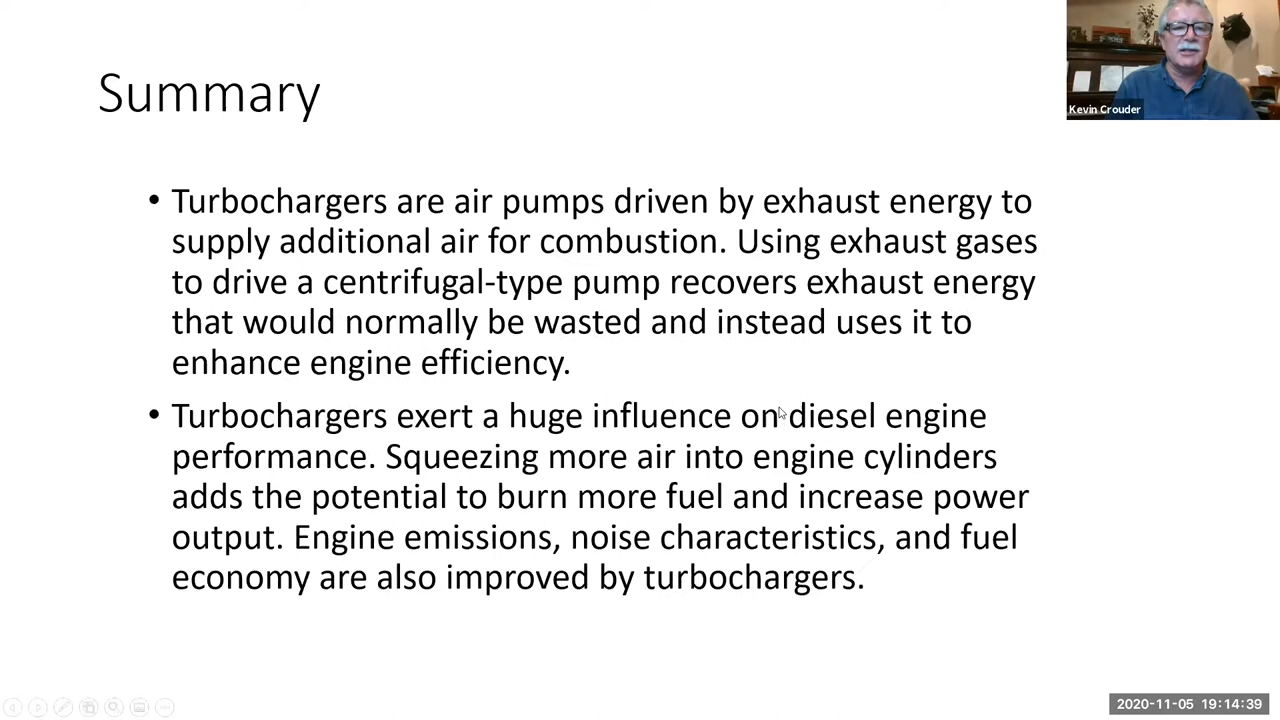 Summary
Kevin Crouder
• Turbochargers are air pumps driven by exhaust energy to
supply additional air for combustion. Using exhaust gases
to drive a centrifugal-type pump recovers exhaust energy
that would normally be wasted and instead uses it to
enhance engine efficiency.
• Turbochargers exert a huge influence on diesel engine
performance. Squeezing more air into engine cylinders
adds the potential to burn more fuel and increase power
output. Engine emissions, noise characteristics, and fuel
economy are also improved by turbochargers.
2020-11-05 19:14:39